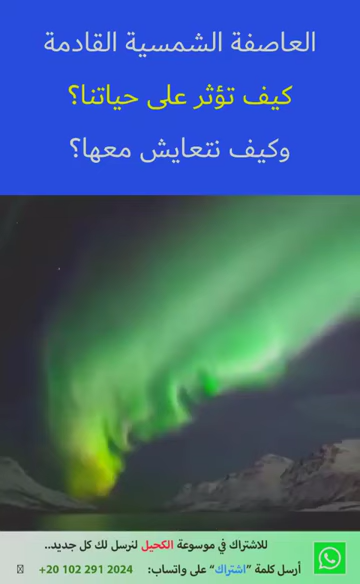 العاصفة الشمسية القادمة
كيف تؤثر على حياتنا؟
وكيف نتعايش معها؟
للاشتراك في موسوعة الكحيل لنرسل لك كل جديد..
أرسل كلمة “اشتراك” على واتساب: +20 102 291 2024